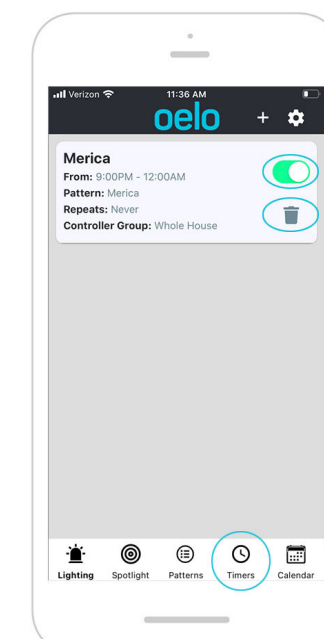 Verizon 11:36 AM
oelo +
Merica
From: 9:00PM - 12:00AM
Pattern: Merica
Repeats: Never
Controller Group: Whole House
Lighting Spotlight Patterns Timers Calendar